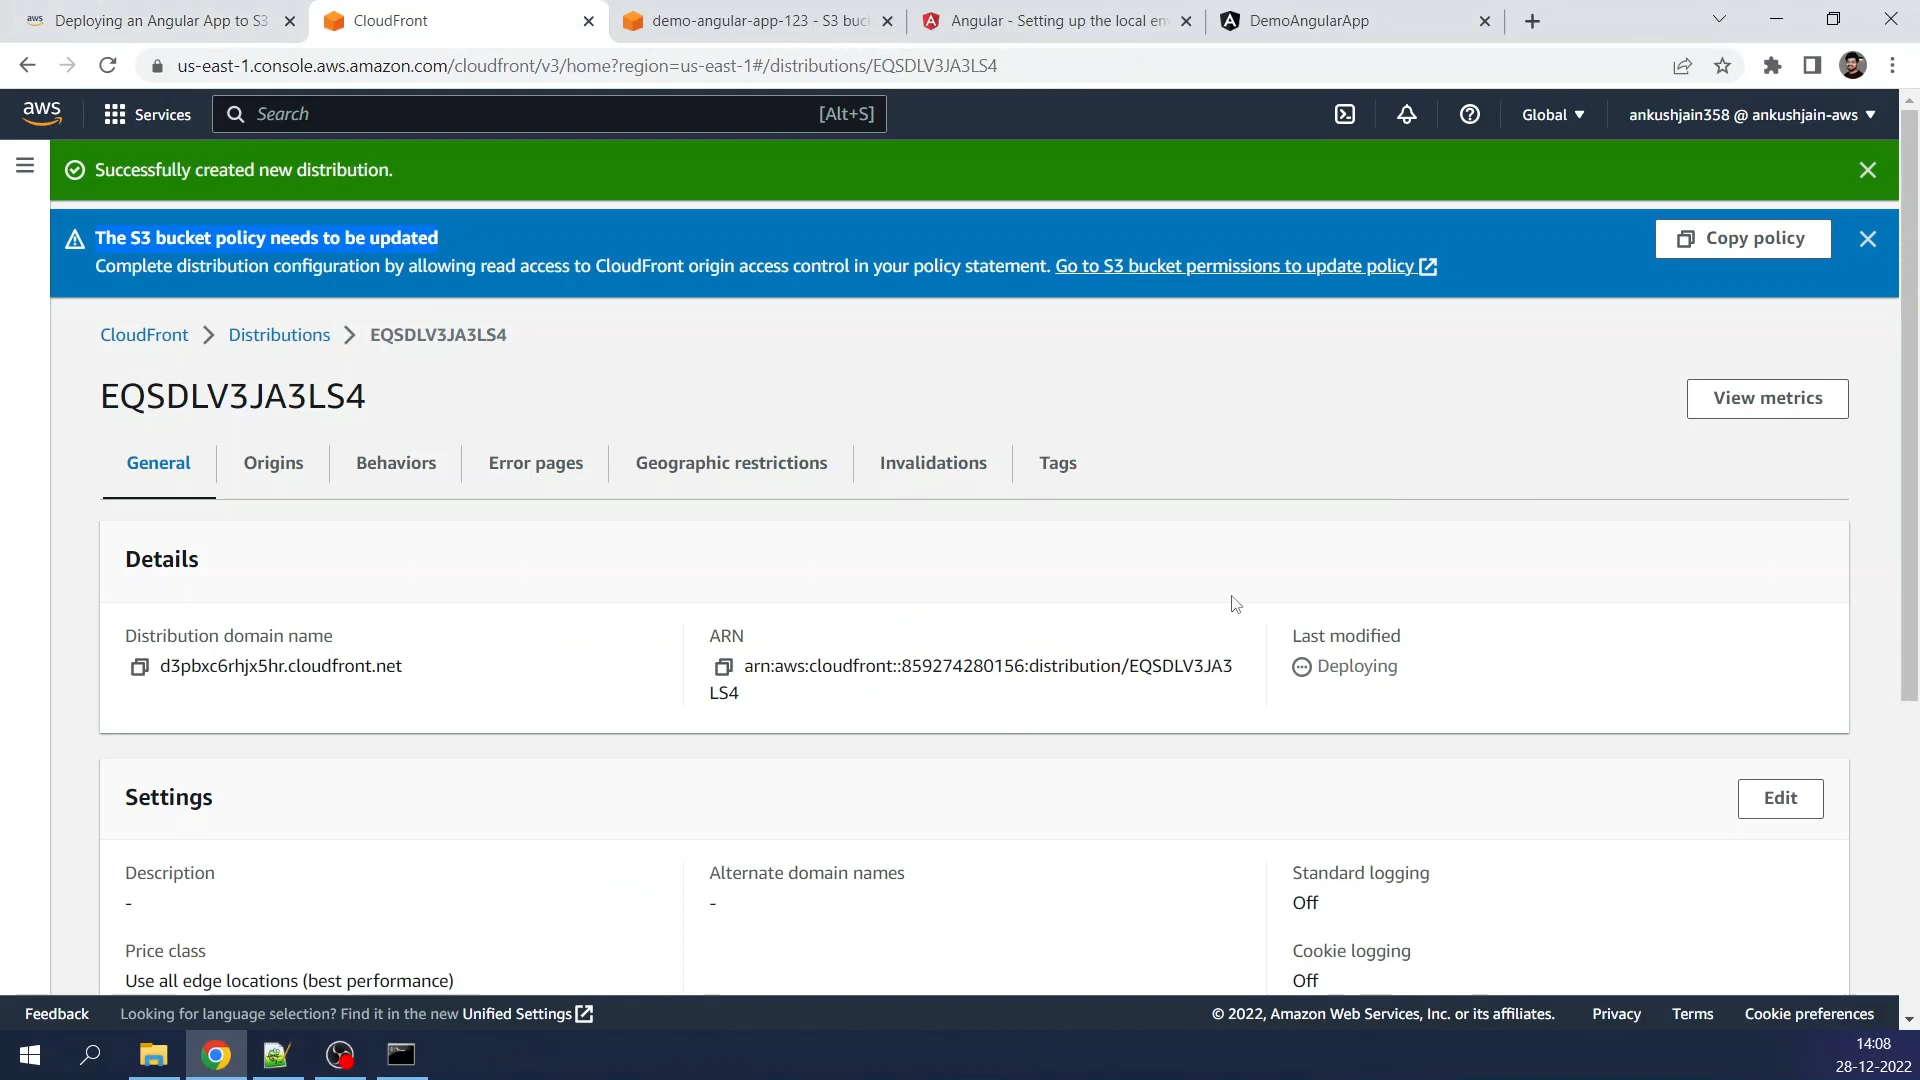 Deploying an Angular App to S3
CloudFront
demo-angular-app-123 - S3 buc
Angular - Setting up the local en
DemoAngularApp
us-east-1.console.aws.amazon.com/cloudfront/v3/home?region=us-east-1#/distributions/EQSDLV3JA3LS4
aws
Services
Search
[Alt+S]
Global
ankushjain358 @ ankushjain-aws
Successfully created new distribution.
The S3 bucket policy needs to be updated
Complete distribution configuration by allowing read access to CloudFront origin access control in your policy statement. Go to S3 bucket permissions to update policy
Copy policy
CloudFront
Distributions
EQSDLV3JA3LS4
EQSDLV3JA3LS4
View metrics
General
Origins
Behaviors
Error pages
Geographic restrictions
Invalidations
Tags
Details
Distribution domain name
d3pbxc6rhjx5hr.cloudfront.net
ARN
arn:aws:cloudfront::859274280156:distribution/EQSDLV3JA3
LS4
Last modified
Deploying
Settings
Edit
Description
-
Alternate domain names
-
Standard logging
Off
Price class
Use all edge locations (best performance)
Cookie logging
Off
Feedback
Looking for language selection? Find it in the new Unified Settings
© 2022, Amazon Web Services, Inc. or its affiliates.
Privacy
Terms
Cookie preferences
14:08
28-12-2022